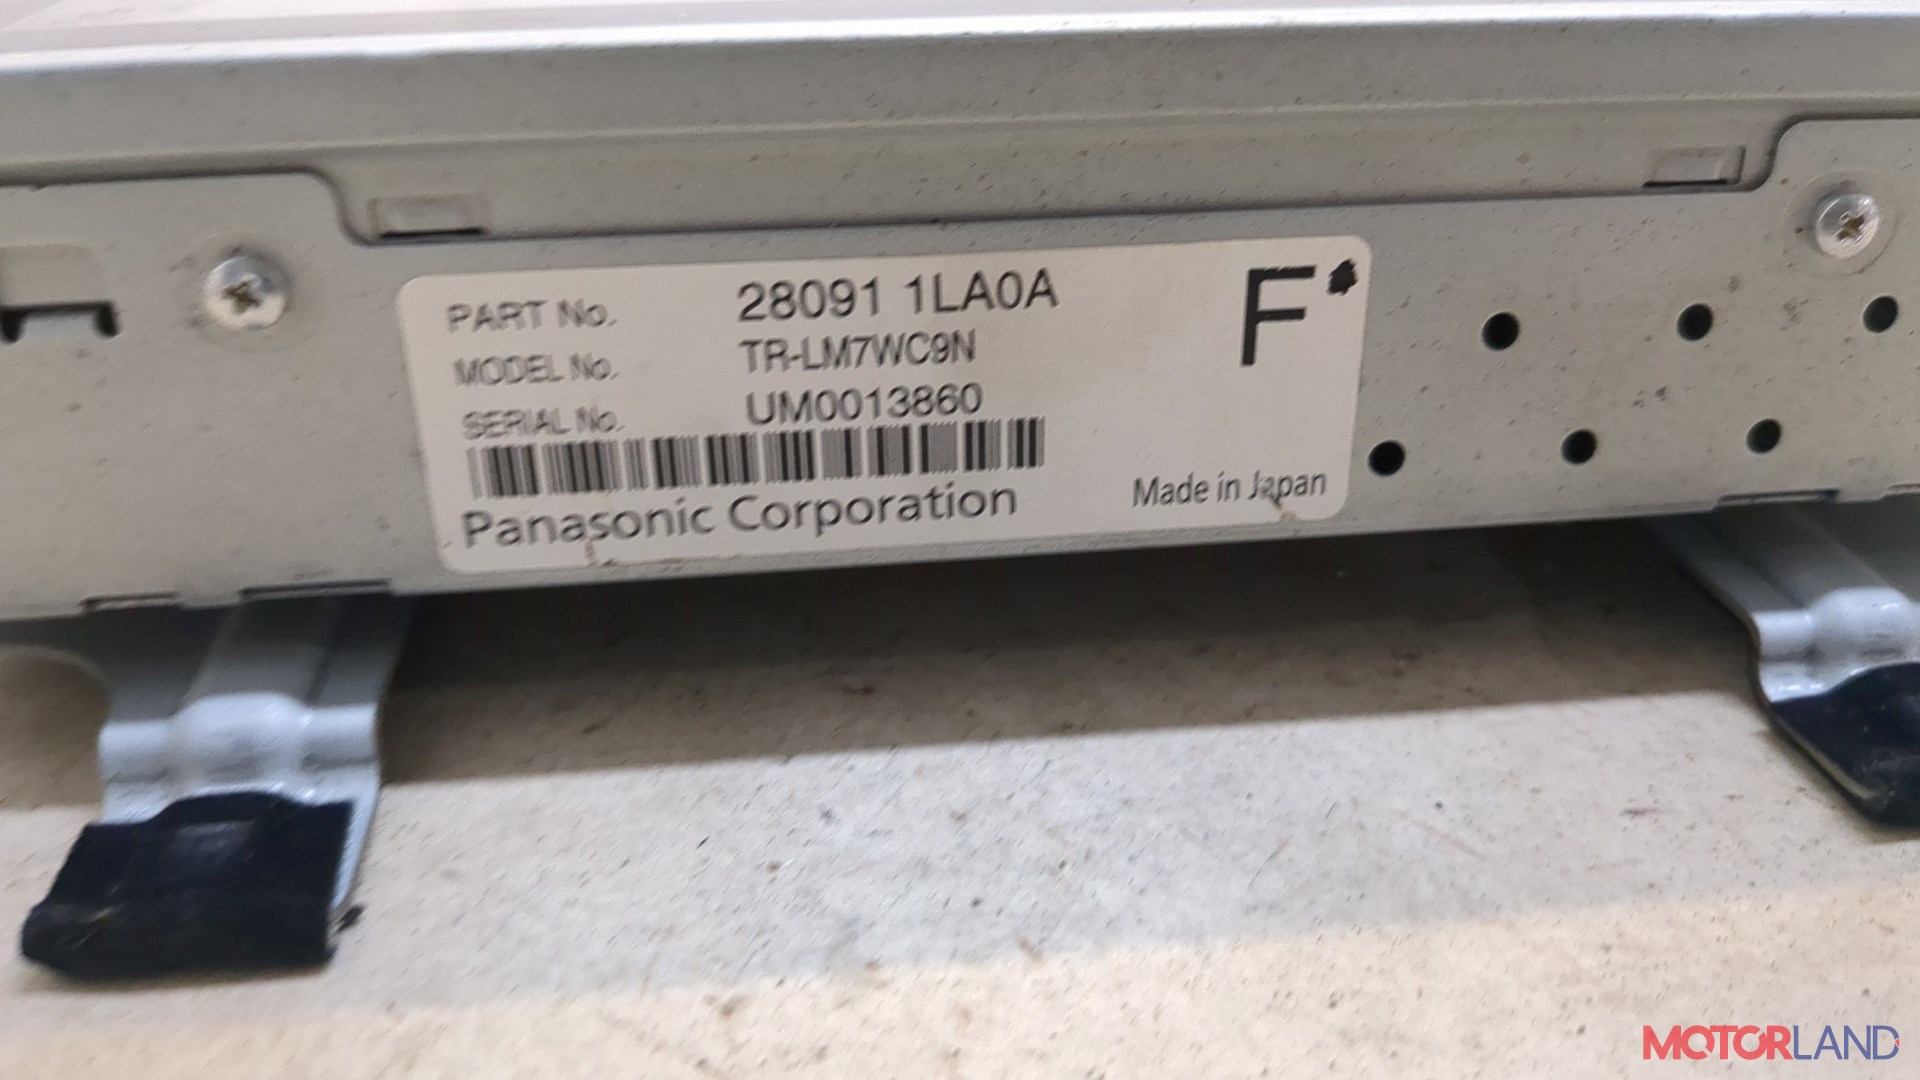 PART No. 28091 1LA0A
MODEL No. TR-LM7WC9N
SERIAL No. UM0013860
F
Panasonic Corporation
Made in Japan
MOTORLAND